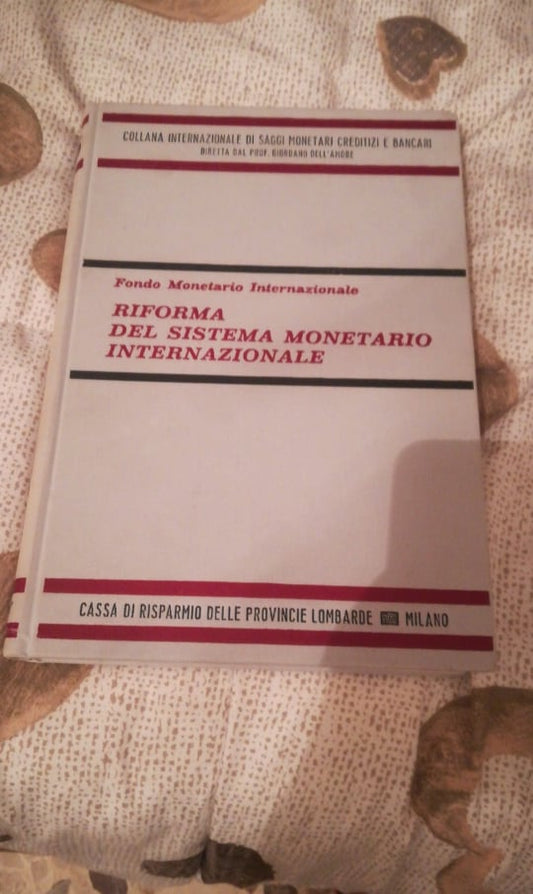 COLLANA INTERNAZIONALE DI SAGGI MONETARI CREDITIZI E BANCARI
DIRETTA DAL PROF. GIORDANO DELL'AMORE
Fondo Monetario Internazionale
RIFORMA
DEL SISTEMA MONETARIO
INTERNAZIONALE
CASSA DI RISPARMIO DELLE PROVINCIE LOMBARDE MILANO